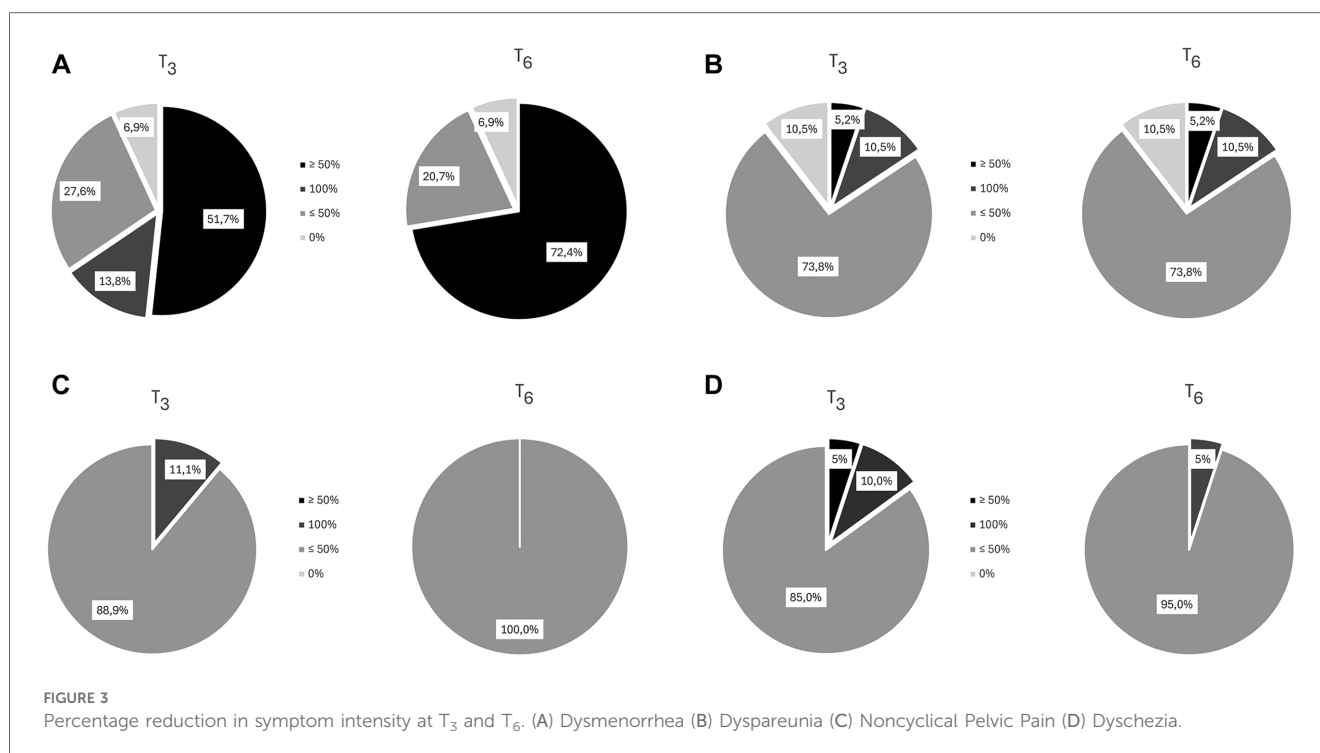 A
T3
6,9%
27,6%
51,7%
13,8%
≥ 50%
100%
≤ 50%
0%
T6
6,9%
20,7%
72,4%
B
T3
10,5%
5,2%
10,5%
73,8%
≥ 50%
100%
≤ 50%
0%
T6
10,5%
5,2%
10,5%
73,8%
C
T3
11,1%
88,9%
≥ 50%
100%
≤ 50%
0%
T6
100,0%
D
T3
5%
10,0%
85,0%
≥ 50%
100%
≤ 50%
0%
T6
5%
95,0%
FIGURE 3
Percentage reduction in symptom intensity at T3 and T6. (A) Dysmenorrhea (B) Dyspareunia (C) Noncyclical Pelvic Pain (D) Dyschezia.